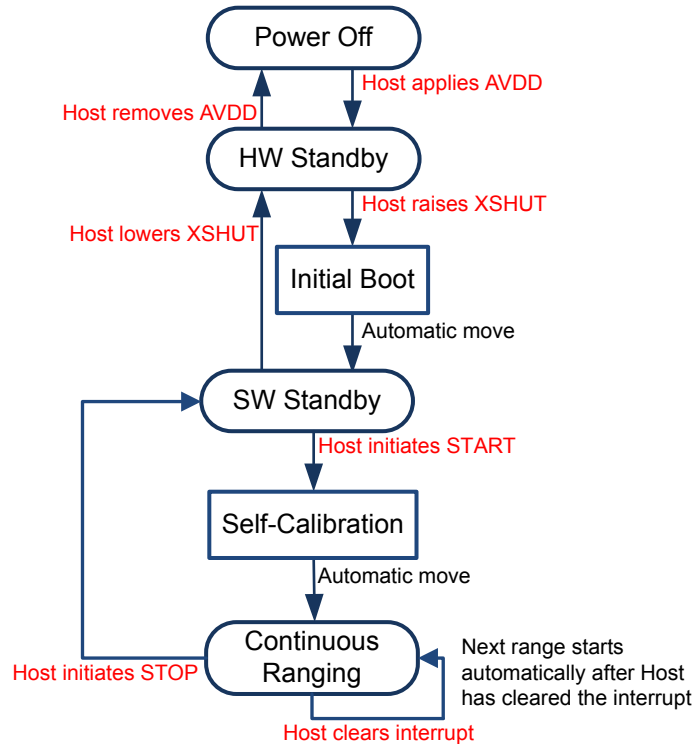 Power Off
Host applies AVDD
Host removes AVDD
HW Standby
Host raises XSHUT
Host lowers XSHUT
Initial Boot
Automatic move
SW Standby
Host initiates START
Self-Calibration
Automatic move
Continuous
Ranging
Next range starts
automatically after Host
has cleared the interrupt
Host initiates STOP
Host clears interrupt